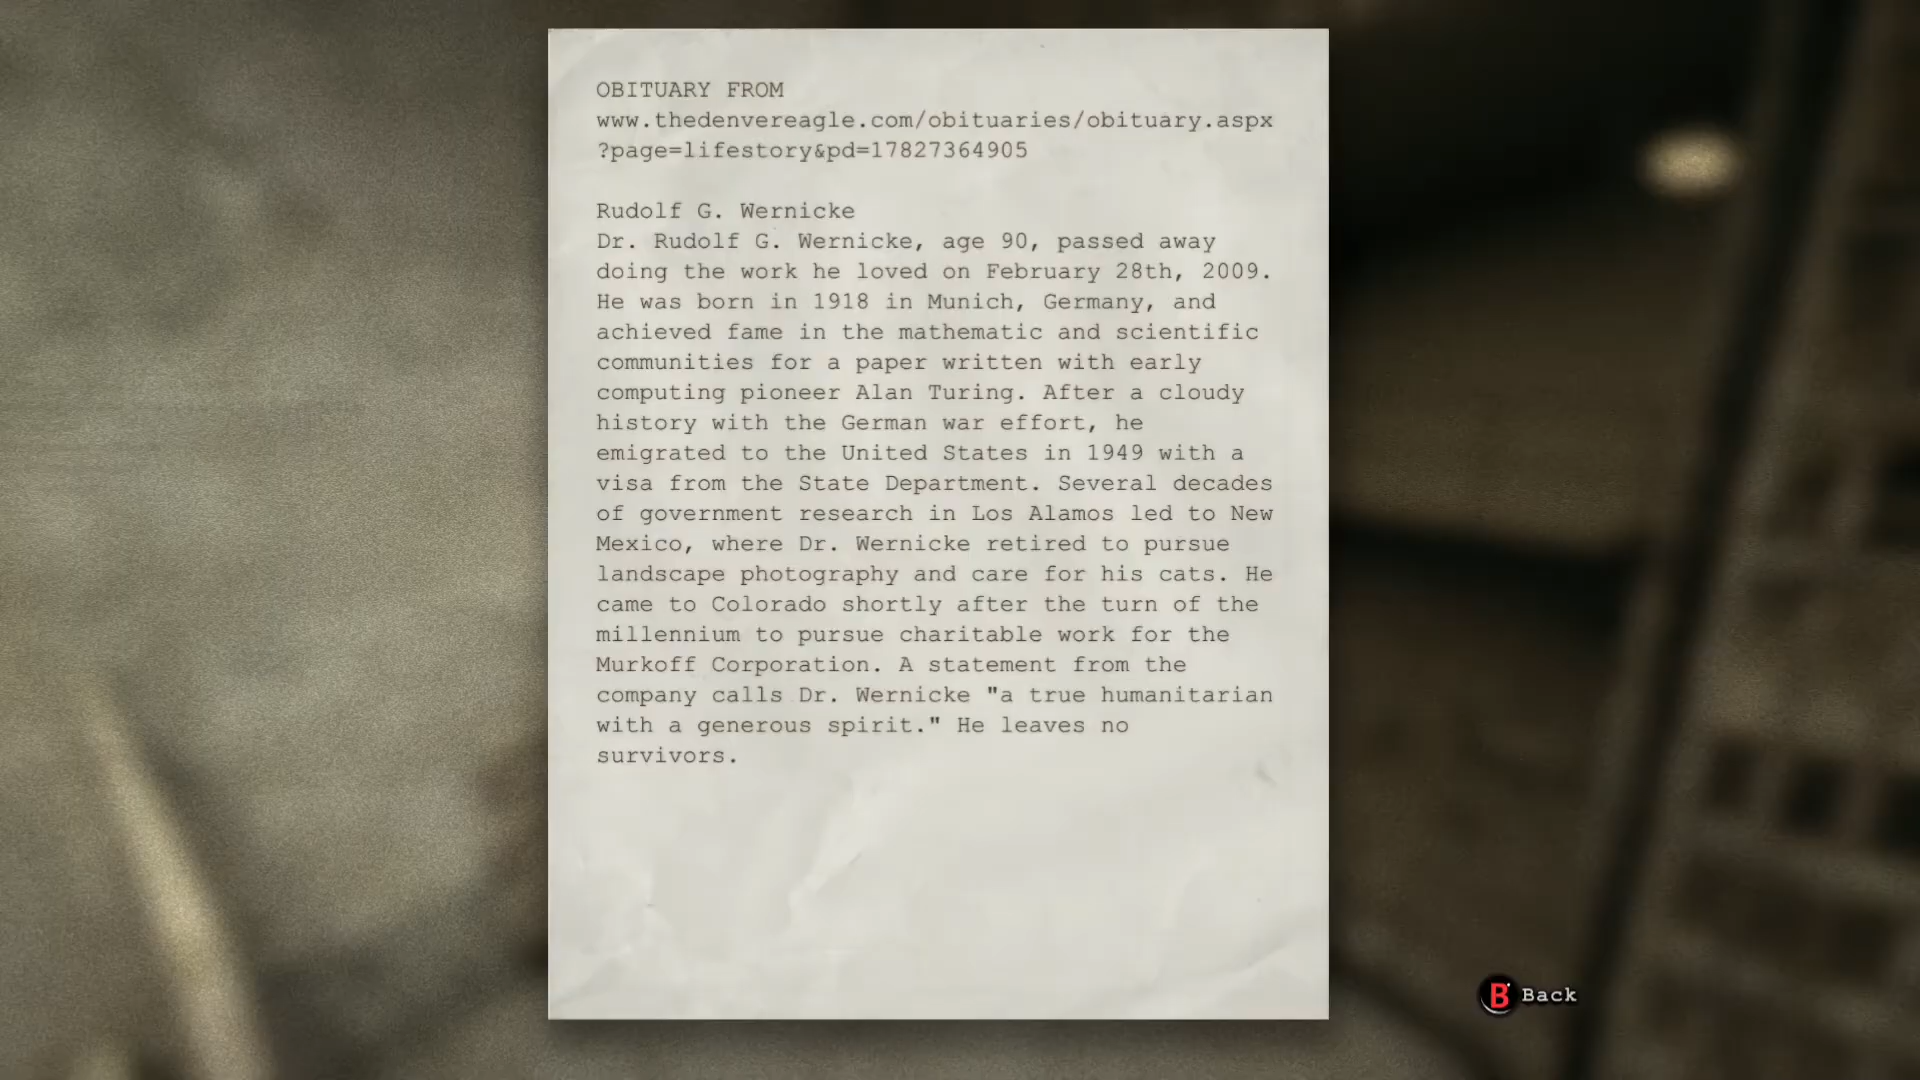 OBITUARY FROM
www.thedenvereagle.com/obituaries/obituary.aspx
?page=lifestory&pd=17827364905
Rudolf G. Wernicke
Dr. Rudolf G. Wernicke, age 90, passed away
doing the work he loved on February 28th, 2009.
He was born in 1918 in Munich, Germany, and
achieved fame in the mathematic and scientific
communities for a paper written with early
computing pioneer Alan Turing. After a cloudy
history with the German war effort, he
emigrated to the United States in 1949 with a
visa from the State Department. Several decades
of government research in Los Alamos led to New
Mexico, where Dr. Wernicke retired to pursue
landscape photography and care for his cats. He
came to Colorado shortly after the turn of the
millennium to pursue charitable work for the
Murkoff Corporation. A statement from the
company calls Dr. Wernicke "a true humanitarian
with a generous spirit." He leaves no
survivors.
B Back